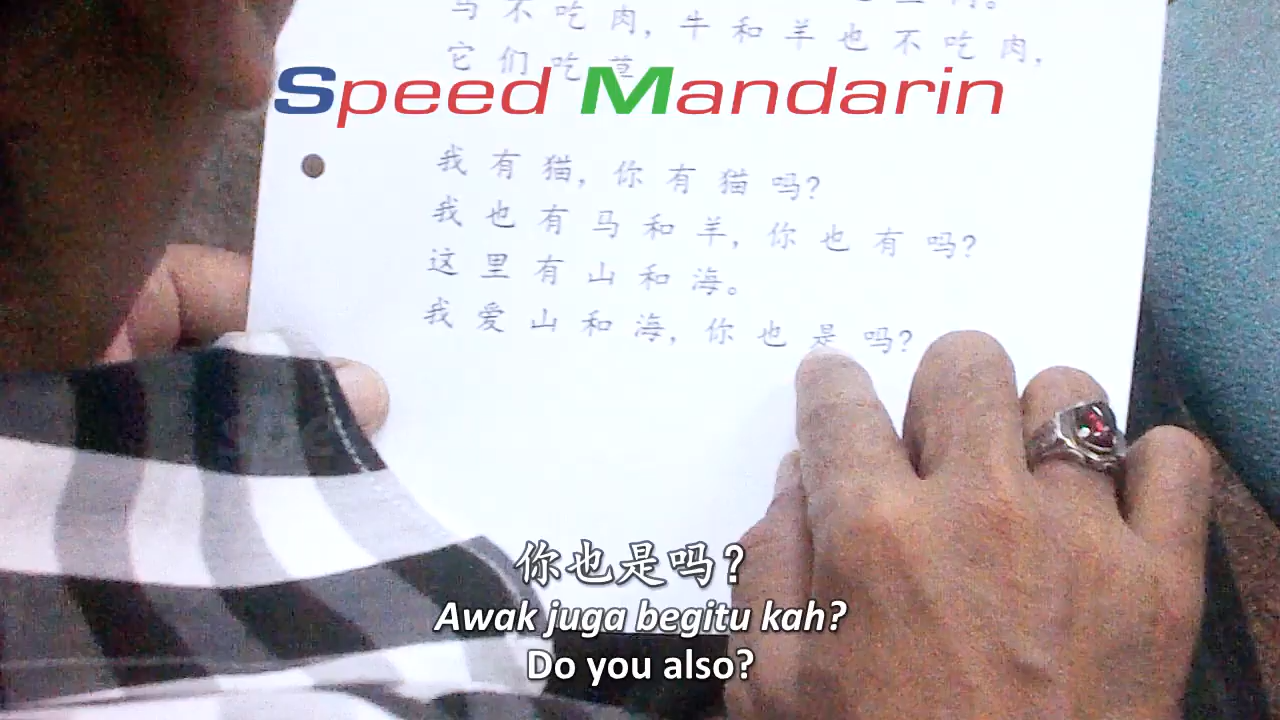 马 不 吃 肉, 牛 和 羊 也 不 吃 肉,
它 们 吃 草
Speed Mandarin
我 有 猫, 你 有 猫 吗?
我 也 有 马 和 羊, 你 也 有 吗?
这 里 有 山 和 海。
我 爱 山 和 海, 你 也 是 吗?
你也是吗?
Awak juga begitu kah?
Do you also?